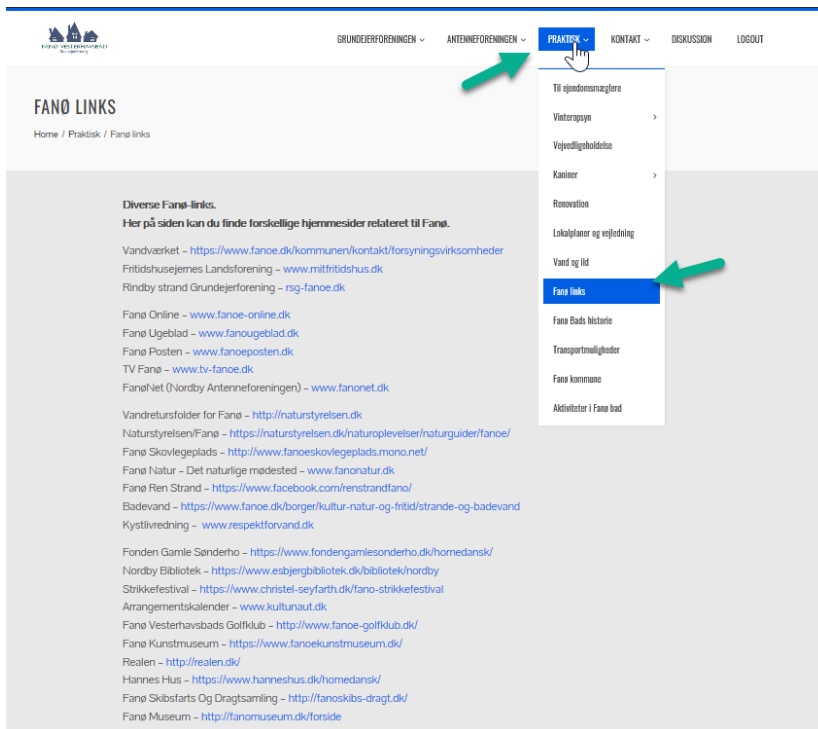 FANØ VESTERHAVSBAD
Grundejerforening
GRUNDEJERFORENINGEN
ANTENNEFORENINGEN
PRAKTISK
KONTAKT
DISKUSSION
LOGOUT
FANØ LINKS
Home / Praktisk / Fanø links
Til ejendomsmæglere
Vinteropsyn
Vejvedligeholdelse
Kaniner
Renovation
Lokalplaner og vejledning
Vand og ild
Fanø links
Fanø Bads historie
Transportmuligheder
Fanø kommune
Aktiviteter i Fanø bad
Diverse Fanø-links.
Her på siden kan du finde forskellige hjemmesider relateret til Fanø.
Vandværket – https://www.fanoe.dk/kommunen/kontakt/forsyningsvirksomheder
Fritidshusejernes Landsforening – www.mitfritidshus.dk
Rindby strand Grundejerforening – rsg-fanoe.dk
Fanø Online – www.fanoe-online.dk
Fanø Ugeblad – www.fanougeblad.dk
Fanø Posten – www.fanoeposten.dk
TV Fanø – www.tv-fanoe.dk
FanøNet (Nordby Antenneforeningen) – www.fanonet.dk
Vandretursfolder for Fanø – http://naturstyrelsen.dk
Naturstyrelsen/Fanø – https://naturstyrelsen.dk/naturoplevelser/naturguider/fanoe/
Fanø Skovlegeplads – http://www.fanoeskovlegeplads.mono.net/
Fanø Natur – Det naturlige mødested – www.fanonatur.dk
Fanø Ren Strand – https://www.facebook.com/renstrandfano/
Badevand – https://www.fanoe.dk/borger/kultur-natur-og-fritid/strande-og-badevand
Kystlivredning – www.respektforvand.dk
Fonden Gamle Sønderho – https://www.fondengamlesonderho.dk/homedansk/
Nordby Bibliotek – https://www.esbjergbibliotek.dk/bibliotek/nordby
Strikkefestival – https://www.christel-seyfarth.dk/fano-strikkefestival
Arrangementskalender – www.kultunaut.dk
Fanø Vesterhavsbads Golfklub – http://www.fanoe-golfklub.dk/
Fanø Kunstmuseum – https://www.fanoekunstmuseum.dk/
Realen – http://realen.dk/
Hannes Hus – https://www.hanneshus.dk/homedansk/
Fanø Skibsfarts Og Dragtsamling – http://fanoskibs-dragt.dk/
Fanø Museum – http://fanomuseum.dk/forside